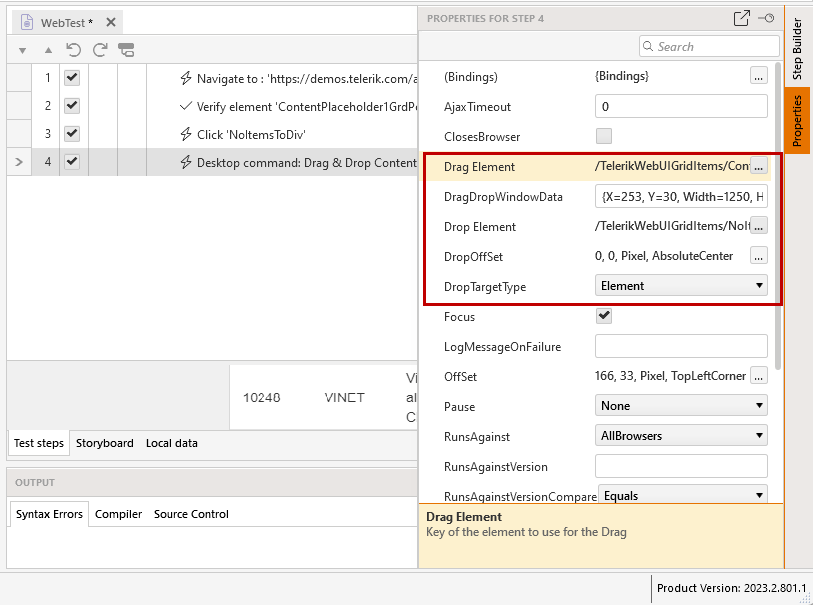 WebTest *
1 Navigate to : 'https://demos.telerik.com/a
2 Verify element 'ContentPlaceholder1GrdPe
3 Click 'NoItemsToDiv'
4 Desktop command: Drag & Drop Content
10248 VINET
Test steps Storyboard Local data
OUTPUT
Syntax Errors Compiler Source Control
PROPERTIES FOR STEP 4
Search
(Bindings) {Bindings} ...
AjaxTimeout 0
ClosesBrowser
Drag Element /TelerikWebUIGridItems/Con ...
DragDropWindowData {X=253, Y=30, Width=1250, H
Drop Element /TelerikWebUIGridItems/NoIt ...
DropOffSet 0, 0, Pixel, AbsoluteCenter ...
DropTargetType Element
Focus
LogMessageOnFailure
OffSet 166, 33, Pixel, TopLeftCorner ...
Pause None
RunsAgainst AllBrowsers
RunsAgainstVersion
RunsAgainstVersionCompare Equals
Drag Element
Key of the element to use for the Drag
Step Builder
Properties
Product Version: 2023.2.801.1